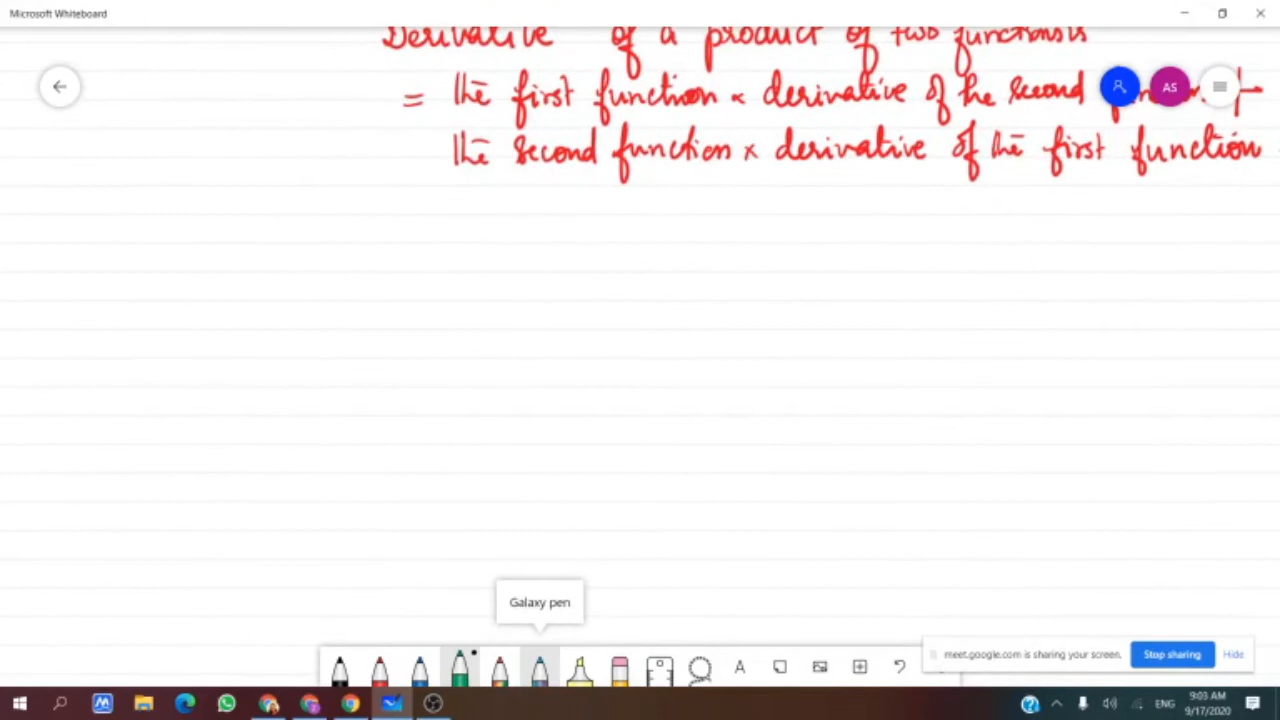 Microsoft Whiteboard
Derivative of a product of two functions is
= the first function × derivative of the second function +
AS
the second function × derivative of the first function
Galaxy pen
A
meet.google.com is sharing your screen.
Stop sharing
Hide
ENG
9:03 AM
9/17/2020